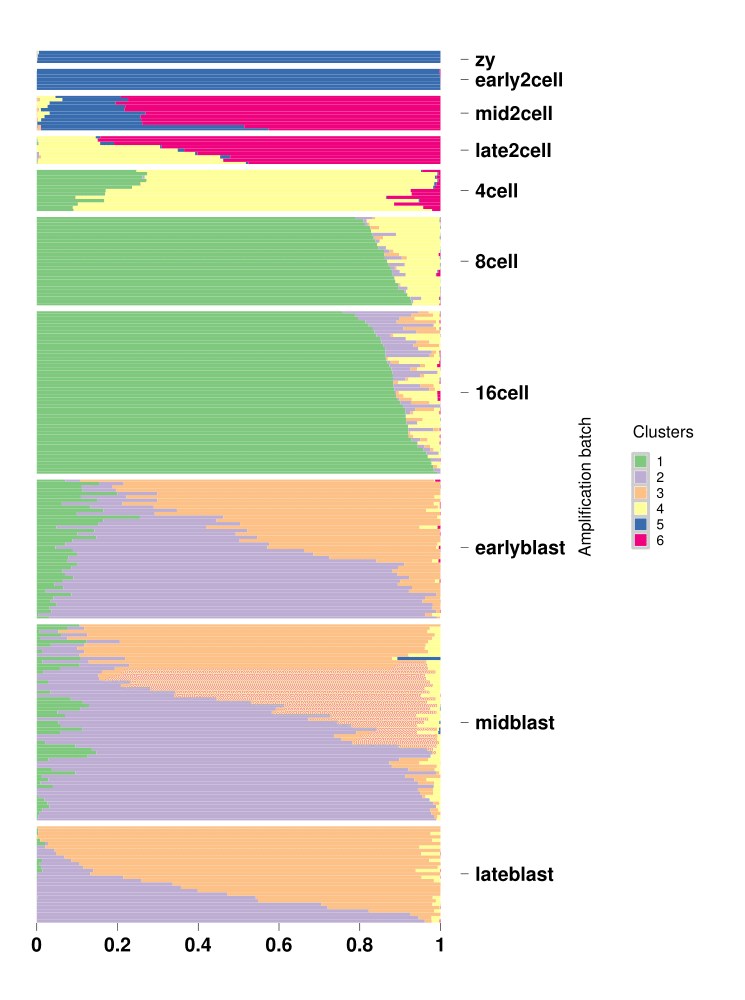 zy
early2cell
mid2cell
late2cell
4cell
8cell
16cell
earlyblast
midblast
lateblast
Amplification batch
Clusters
1
2
3
4
5
6
0 0.2 0.4 0.6 0.8 1